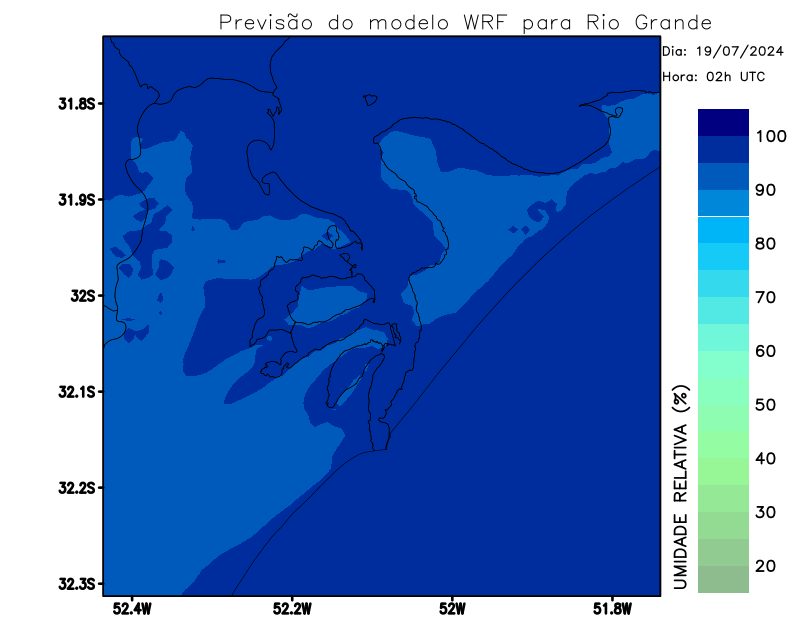 Previsão do modelo WRF para Rio Grande
Dia: 19/07/2024
Hora: 02h UTC
31.8S
31.9S
32S
32.1S
32.2S
32.3S
52.4W
52.2W
52W
51.8W
100
90
80
70
60
50
40
30
20
UMIDADE RELATIVA (%)